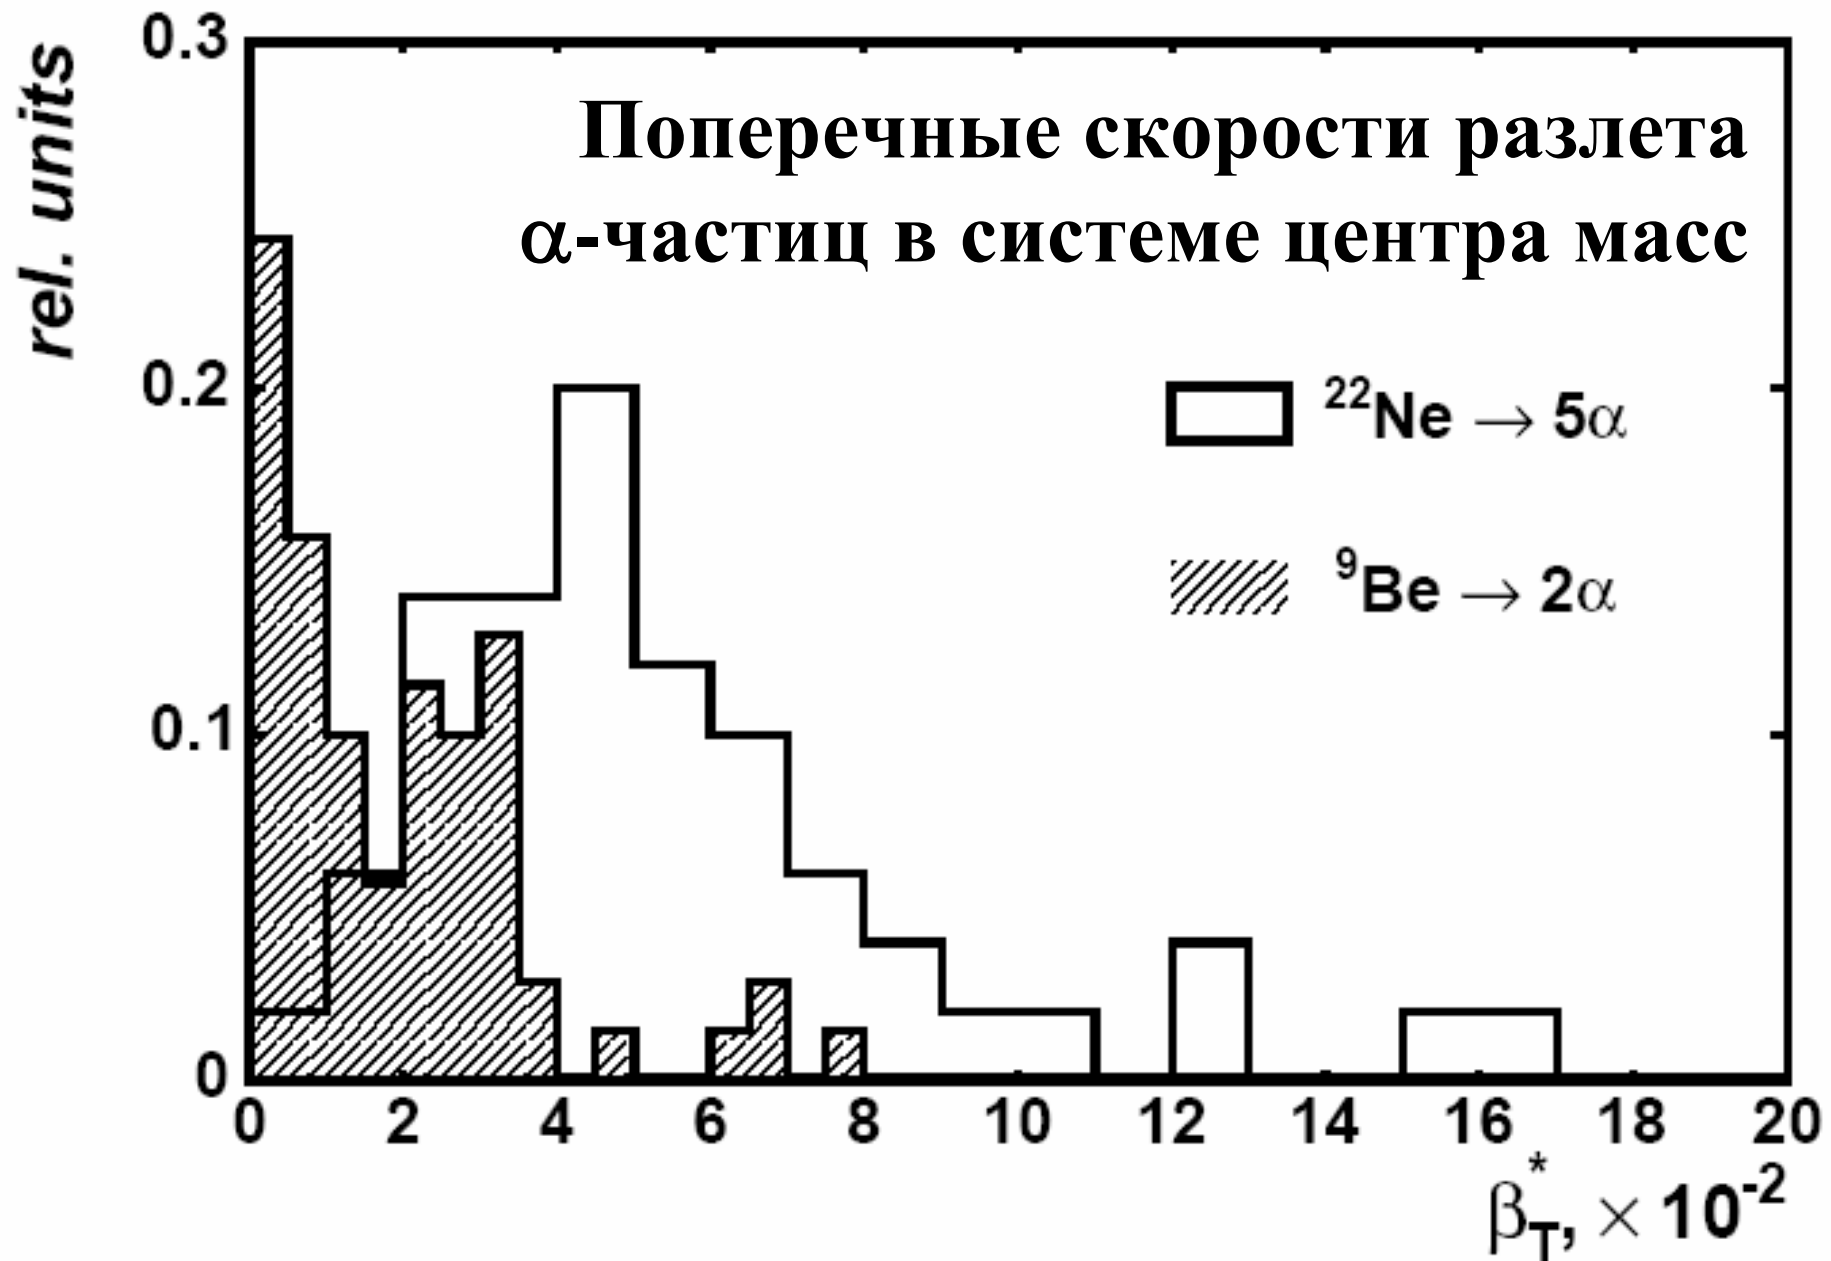 rel. units
0.3
0.2
0.1
0
Поперечные скорости разлета
α-частиц в системе центра масс
²²Ne → 5α
⁹Be → 2α
0 2 4 6 8 10 12 14 16 18 20
β*T, × 10⁻²